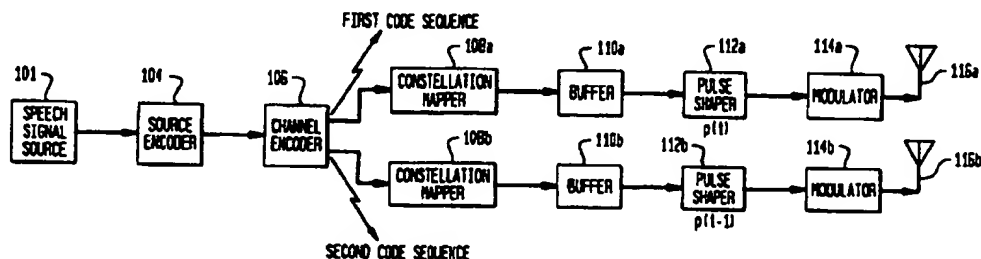 FIRST CODE SEQUENCE
101
104
106
108a
110a
112a
114a
116a
SPEECH
SIGNAL
SOURCE
SOURCE
ENCODER
CHANNEL
ENCODER
CONSTELLATION
MAPPER
BUFFER
PULSE
SHAPER
p(t)
MODULATOR
108b
110b
112b
114b
116b
CONSTELLATION
MAPPER
BUFFER
PULSE
SHAPER
p(t-1)
MODULATOR
SECOND CODE SEQUENCE